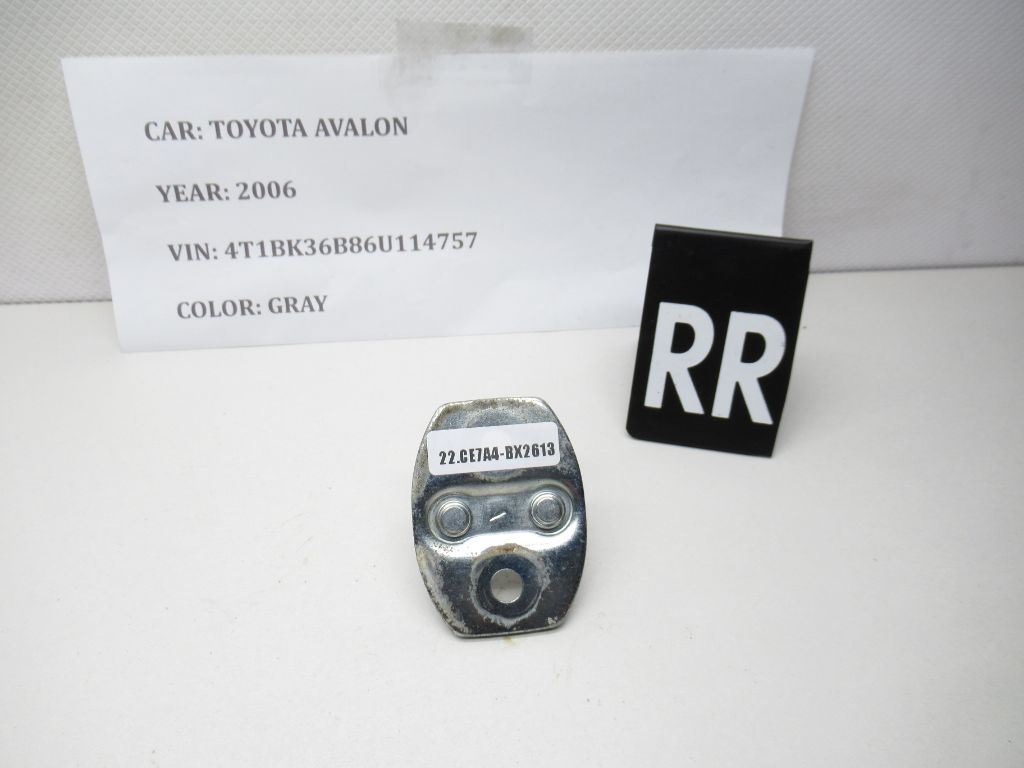 CAR: TOYOTA AVALON
YEAR: 2006
VIN: 4T1BK36B86U114757
COLOR: GRAY
RR
22.CE7A4-BX2613